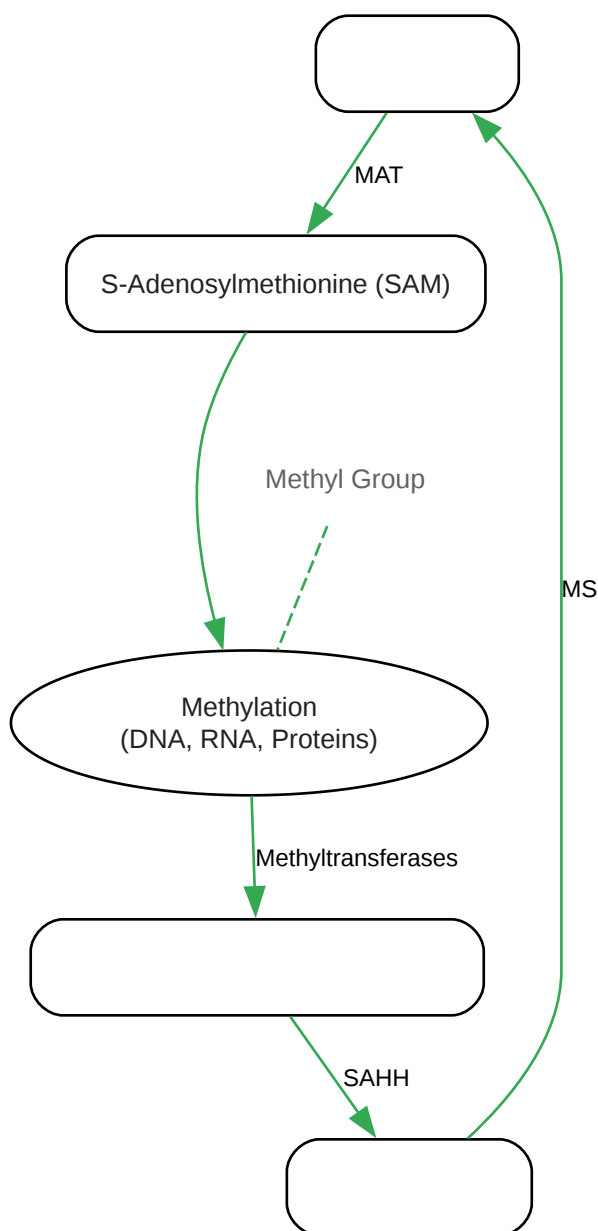 MAT
S-Adenosylmethionine (SAM)
Methyl Group
MS
Methylation
(DNA, RNA, Proteins)
Methyltransferases
SAHH